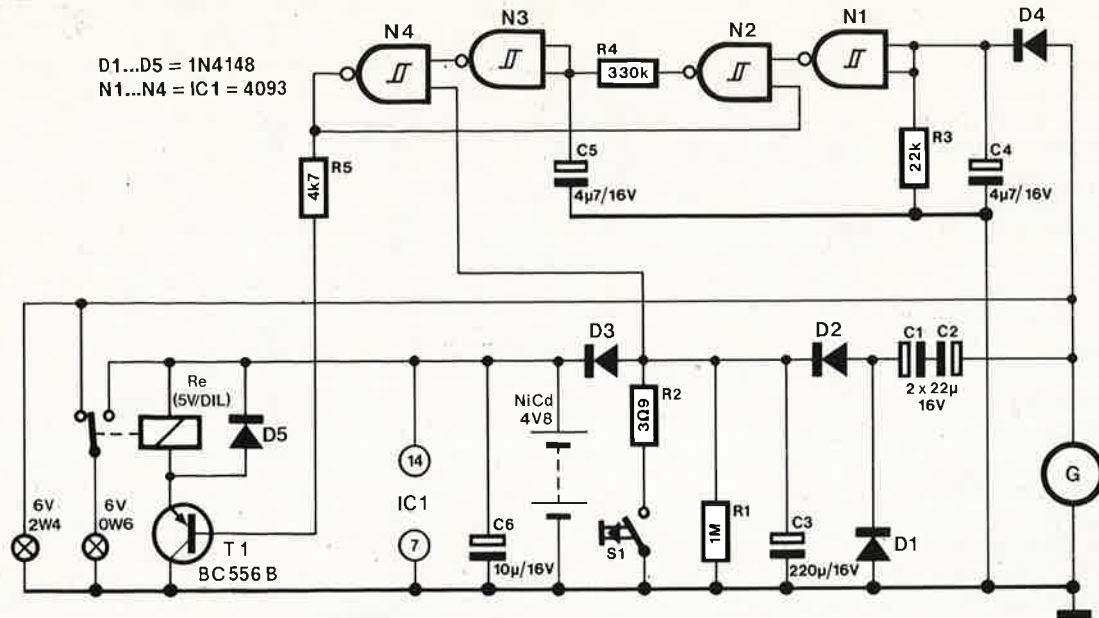 N4
N3
N2
N1
D4
D1...D5 = 1N4148
N1...N4 = IC1 = 4093
R4
330k
R5
4k7
C5
4µ7/16V
R3
22k
C4
4µ7/16V
Re
(5V/DIL)
D5
14
IC1
7
NiCd
4V8
D3
R2
3Ω9
D2
C1
C2
2 x 22µ
16V
G
6V
2W4
6V
0W6
T1
BC 556 B
C6
10µ/16V
S1
R1
1M
C3
220µ/16V
D1